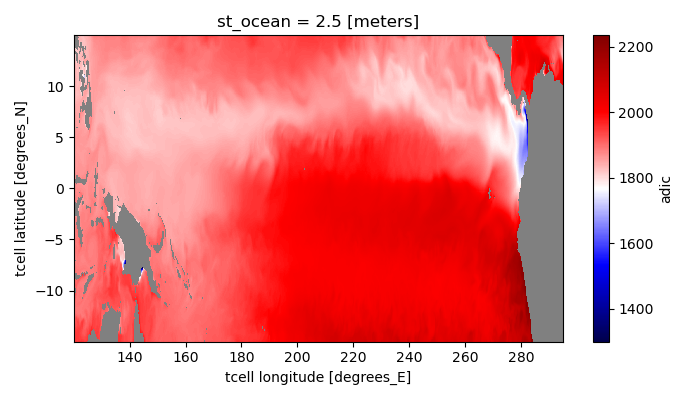 st_ocean = 2.5 [meters]
tcell latitude [degrees_N]
10
5
0
−5
−10
140 160 180 200 220 240 260 280
tcell longitude [degrees_E]
2200
2000
1800
1600
1400
adic